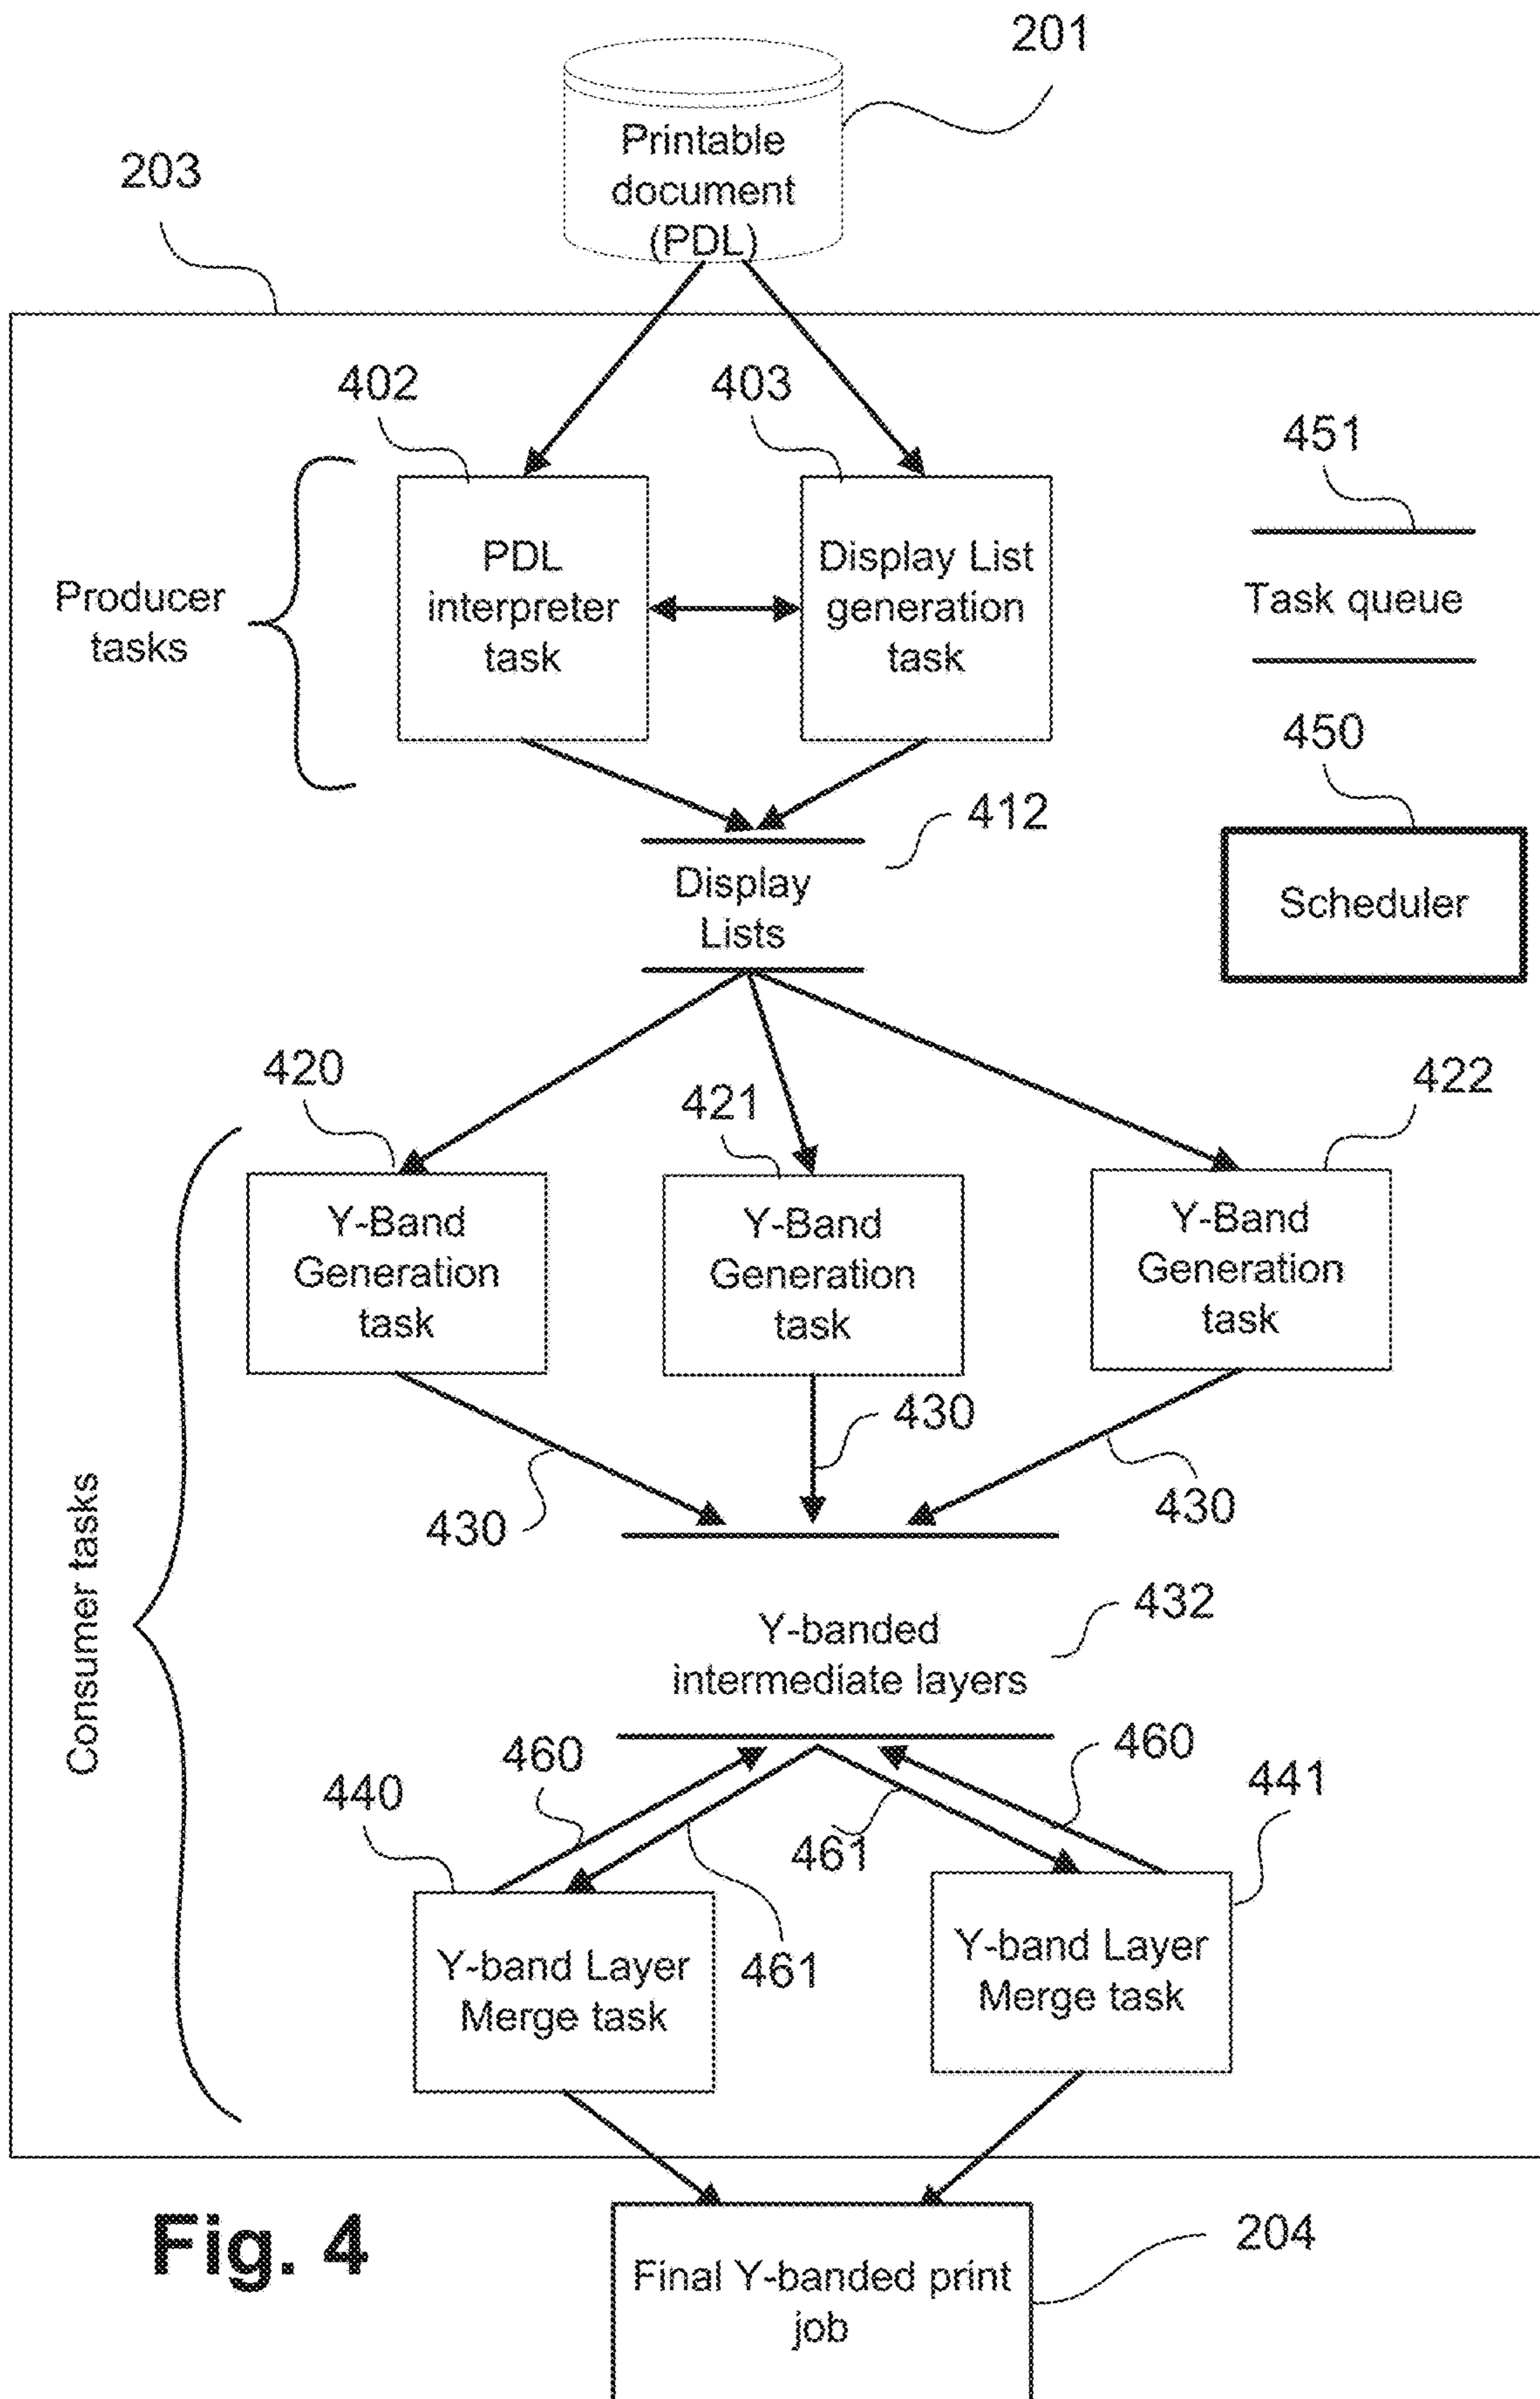 201
Printable
document
(PDL)
203
402
403
451
Producer
tasks
PDL
interpreter
task
Display List
generation
task
Task queue
450
412
Display
Lists
Scheduler
420
421
422
Y-Band
Generation
task
Y-Band
Generation
task
Y-Band
Generation
task
430
430
430
Consumer tasks
432
Y-banded
intermediate layers
460
460
440
441
461
461
Y-band Layer
Merge task
Y-band Layer
Merge task
Fig. 4
204
Final Y-banded print
job